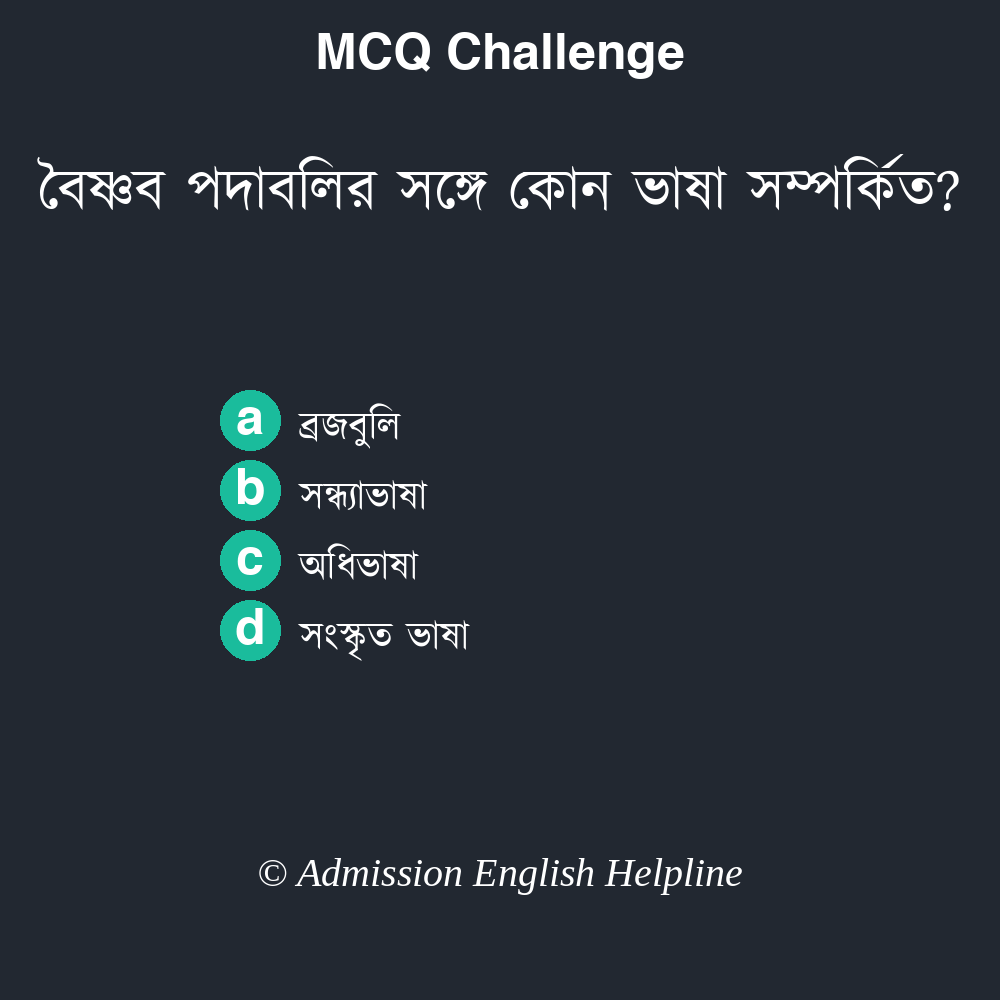 MCQ Challenge
বৈষ্ণব পদাবলির সঙ্গে কোন ভাষা সম্পর্কিত?
a ব্রজবুলি
b সন্ধ্যাভাষা
c অধিভাষা
d সংস্কৃত ভাষা
© Admission English Helpline